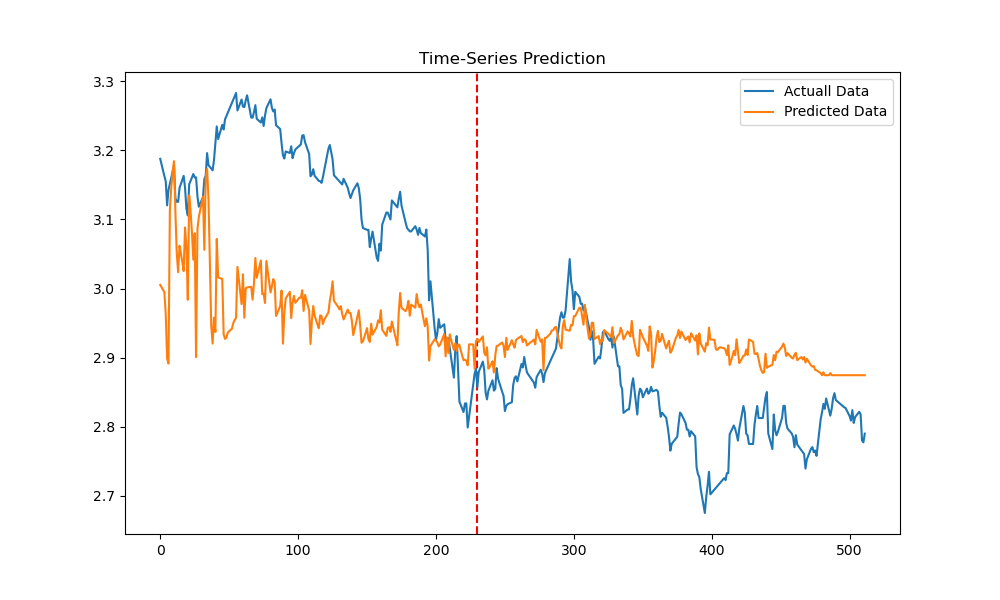 Time-Series Prediction
Actuall Data
Predicted Data
3.3
3.2
3.1
3.0
2.9
2.8
2.7
0 100 200 300 400 500